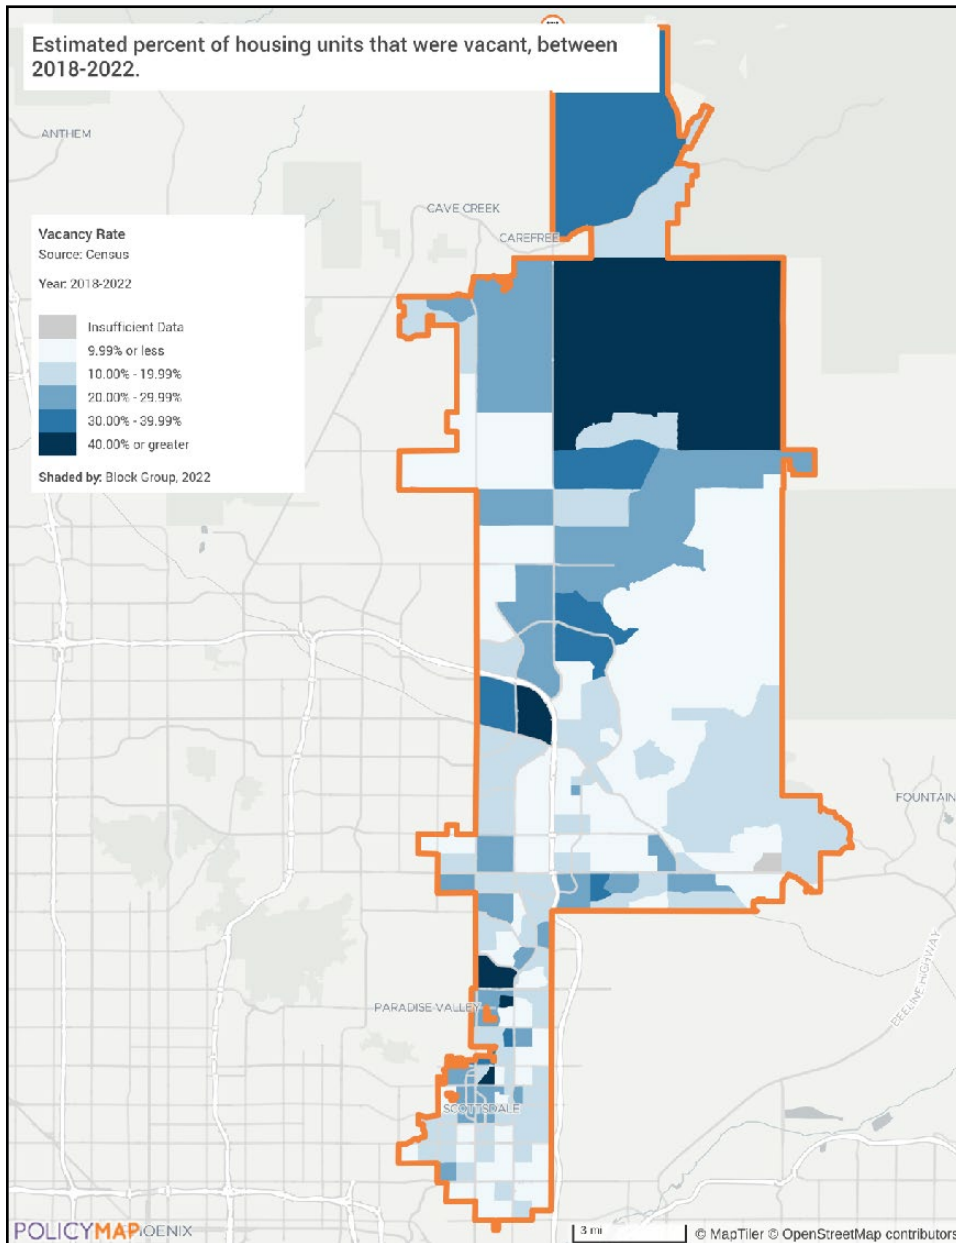 Estimated percent of housing units that were vacant, between
2018-2022.
ANTHEM
CAVE CREEK
CAREFREE
Vacancy Rate
Source: Census
Year: 2018-2022
Insufficient Data
9.99% or less
10.00% - 19.99%
20.00% - 29.99%
30.00% - 39.99%
40.00% or greater
Shaded by: Block Group, 2022
FOUNTAIN
BEELINE HIGHWAY
PARADISE VALLEY
SCOTTSDALE
POLICYMAP
OENIX
3 mi
© MapTiler © OpenStreetMap contributors